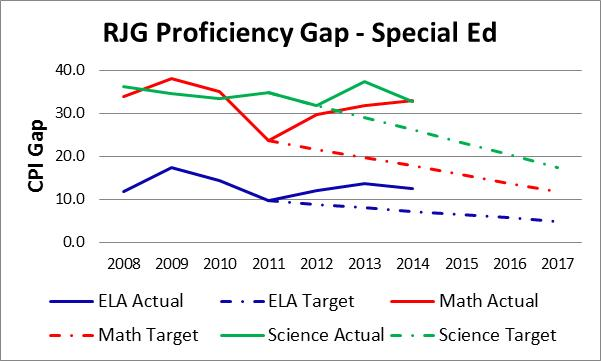 RJG Proficiency Gap - Special Ed
40.0
30.0
20.0
10.0
0.0
CPI Gap
2008 2009 2010 2011 2012 2013 2014 2015 2016 2017
ELA Actual ELA Target Math Actual
Math Target Science Actual Science Target